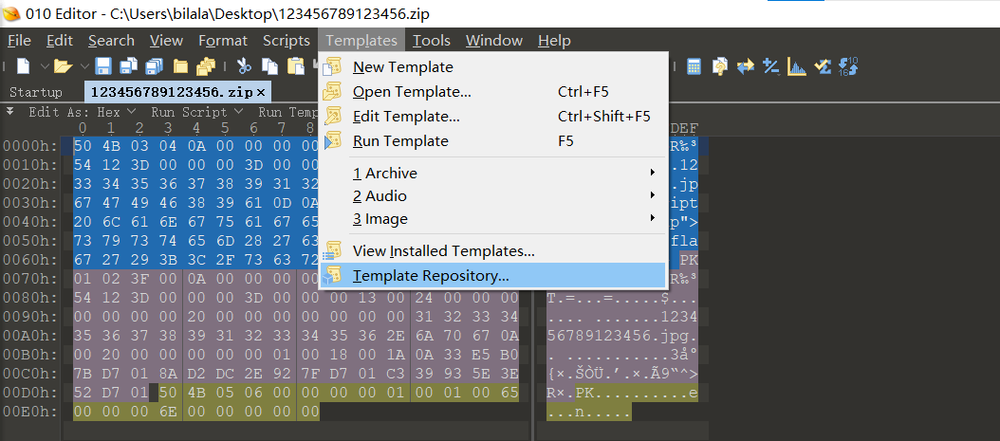 010 Editor - C:\Users\bilala\Desktop\123456789123456.zip
File Edit Search View Format Scripts Templates Tools Window Help
Startup 123456789123456.zip ×
Edit As: Hex Run Script Run Temp
New Template
Open Template... Ctrl+F5
Edit Template... Ctrl+Shift+F5
Run Template F5
1 Archive
2 Audio
3 Image
View Installed Templates...
Template Repository...
0 1 2 3 4 5 6 7 8 DEF
0000h: 50 4B 03 04 0A 00 00 00 00 R‰³
0010h: 54 12 3D 00 00 00 3D 00 00 .12
0020h: 33 34 35 36 37 38 39 31 32 .jp
0030h: 67 47 49 46 38 39 61 0D 0A ipt
0040h: 20 6C 61 6E 67 75 61 67 65 p">
0050h: 73 79 73 74 65 6D 28 27 63 fla
0060h: 67 27 29 3B 3C 2F 73 63 72 PK
0070h: 01 02 3F 00 0A 00 00 00 00 R‰³
0080h: 54 12 3D 00 00 00 3D 00 00 00 13 00 24 00 00 00 T.=...=.....$...
0090h: 00 00 00 00 20 00 00 00 00 00 00 00 31 32 33 34 .... .......1234
00A0h: 35 36 37 38 39 31 32 33 34 35 36 2E 6A 70 67 0A 56789123456.jpg.
00B0h: 00 20 00 00 00 00 00 01 00 18 00 1A 0A 33 E5 B0 . ...........3å°
00C0h: 7B D7 01 8A D2 DC 2E 92 7F D7 01 C3 39 93 5E 3E {×.ŠÒÜ.’.×.Ã9“^>
00D0h: 52 D7 01 50 4B 05 06 00 00 00 00 01 00 01 00 65 R×.PK..........e
00E0h: 00 00 00 6E 00 00 00 00 00 ...n.....